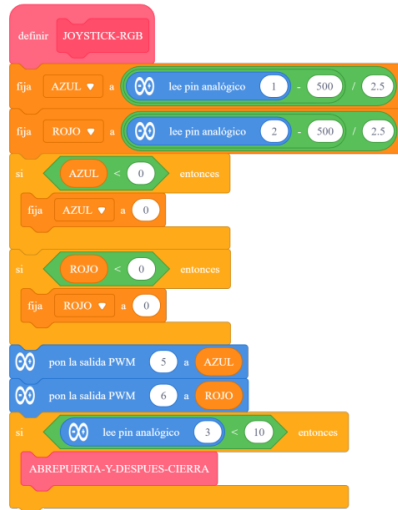 definir JOYSTICK-RGB
fija AZUL a lee pin analógico 1 - 500 / 2.5
fija ROJO a lee pin analógico 2 - 500 / 2.5
si AZUL < 0 entonces
fija AZUL a 0
si ROJO < 0 entonces
fija ROJO a 0
pon la salida PWM 5 a AZUL
pon la salida PWM 6 a ROJO
si lee pin analógico 3 < 10 entonces
ABREPUERTA-Y-DESPUES-CIERRA